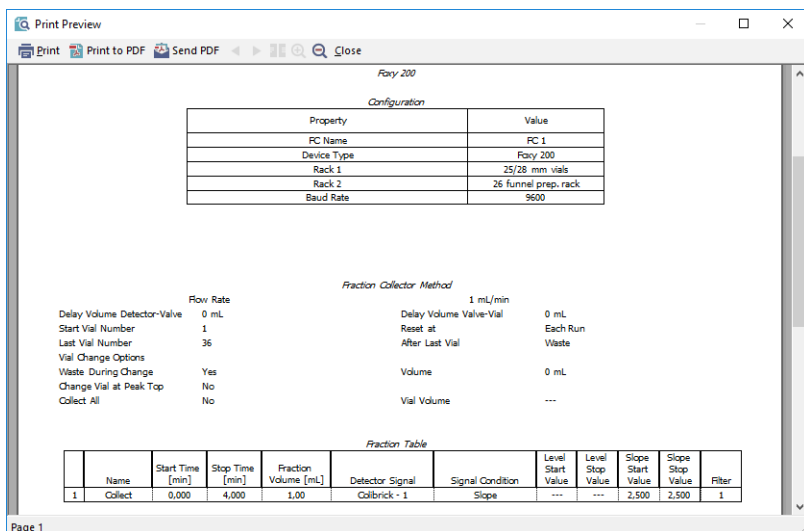 Print Preview
Print Print to PDF Send PDF Close
Foxy 200
Configuration
Property Value
FC Name FC 1
Device Type Foxy 200
Rack 1 25/28 mm vials
Rack 2 26 funnel prep. rack
Baud Rate 9600
Fraction Collector Method
Flow Rate 1 mL/min
Delay Volume Detector-Valve 0 mL Delay Volume Valve-Vial 0 mL
Start Vial Number 1 Reset at Each Run
Last Vial Number 36 After Last Vial Waste
Vial Change Options
Waste During Change Yes Volume 0 mL
Change Vial at Peak Top No
Collect All No Vial Volume ---
Fraction Table
Name Start Time [min] Stop Time [min] Fraction Volume [mL] Detector Signal Signal Condition Level Start Value Level Stop Value Slope Start Value Slope Stop Value Filter
1 Collect 0,000 4,000 1,00 Colibrick - 1 Slope --- --- 2,500 2,500 1
Page 1